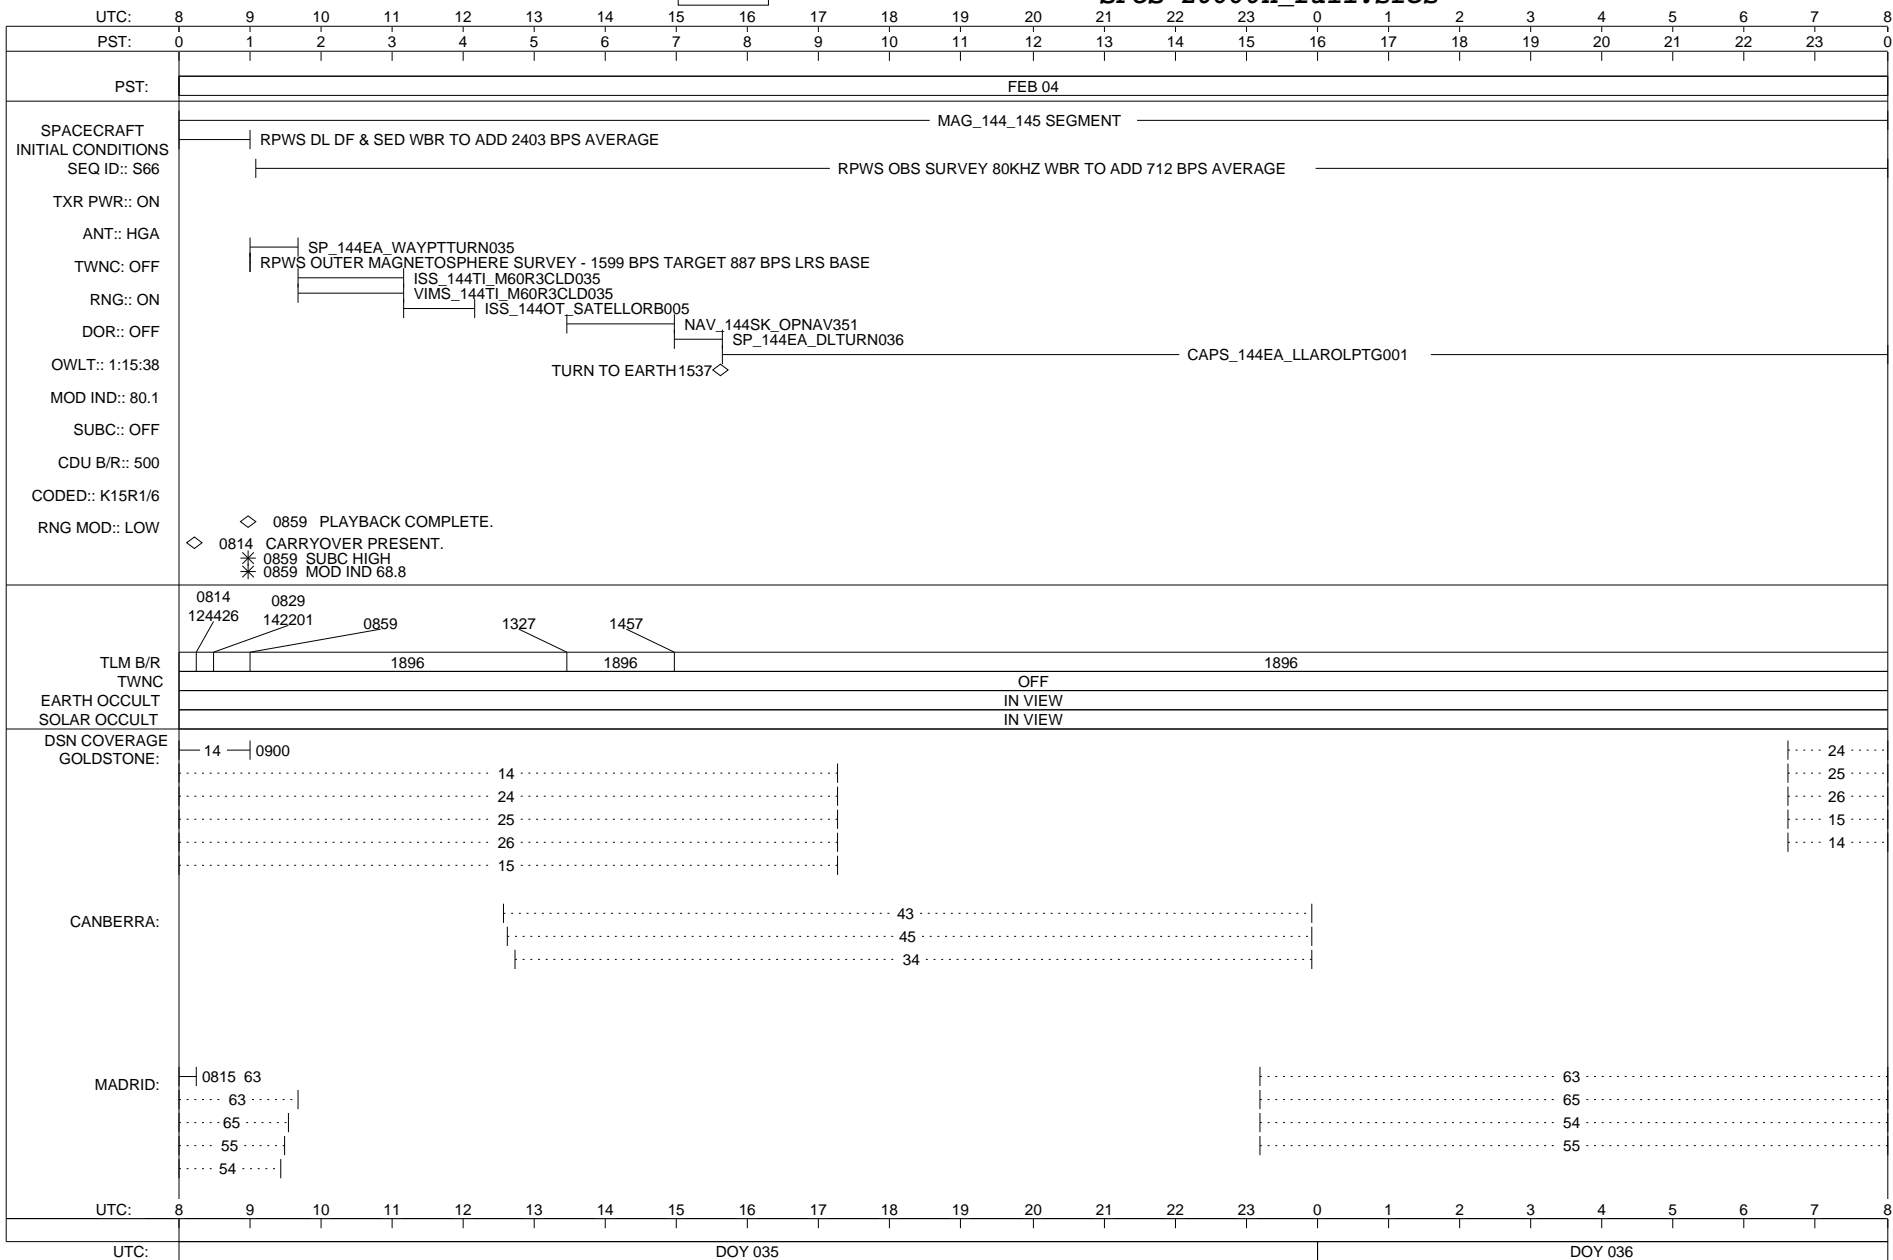 UTC: 8 9 10 11 12 13 14 15 16 17 18 19 20 21 22 23 0 1 2 3 4 5 6 7 8
PST: 0 1 2 3 4 5 6 7 8 9 10 11 12 13 14 15 16 17 18 19 20 21 22 23 0
PST: FEB 04
MAG_144_145 SEGMENT
SPACECRAFT
INITIAL CONDITIONS
RPWS DL DF & SED WBR TO ADD 2403 BPS AVERAGE
SEQ ID:: S66
RPWS OBS SURVEY 80KHZ WBR TO ADD 712 BPS AVERAGE
TXR PWR:: ON
ANT:: HGA
SP_144EA_WAYPTTURN035
TWNC: OFF
RPWS OUTER MAGNETOSPHERE SURVEY - 1599 BPS TARGET 887 BPS LRS BASE
ISS_144TI_M60R3CLD035
VIMS_144TI_M60R3CLD035
RNG:: ON
ISS_144OT_SATELLORB005
NAV_144SK_OPNAV351
DOR:: OFF
SP_144EA_DLTURN036
CAPS_144EA_LLAROLPTG001
OWLT:: 1:15:38
TURN TO EARTH1537
MOD IND:: 80.1
SUBC:: OFF
CDU B/R:: 500
CODED:: K15R1/6
RNG MOD:: LOW
0859 PLAYBACK COMPLETE.
0814 CARRYOVER PRESENT.
0859 SUBC HIGH
0859 MOD IND 68.8
0814 0829
124426 142201 0859 1327 1457
TLM B/R 1896 1896 1896
TWNC OFF
EARTH OCCULT IN VIEW
SOLAR OCCULT IN VIEW
DSN COVERAGE
GOLDSTONE:
14 0900 24
14 25
24 26
25 15
26 14
15
CANBERRA: 43
45
34
MADRID: 0815 63 63
63 65
65 54
55 55
54
UTC: 8 9 10 11 12 13 14 15 16 17 18 19 20 21 22 23 0 1 2 3 4 5 6 7 8
UTC: DOY 035 DOY 036